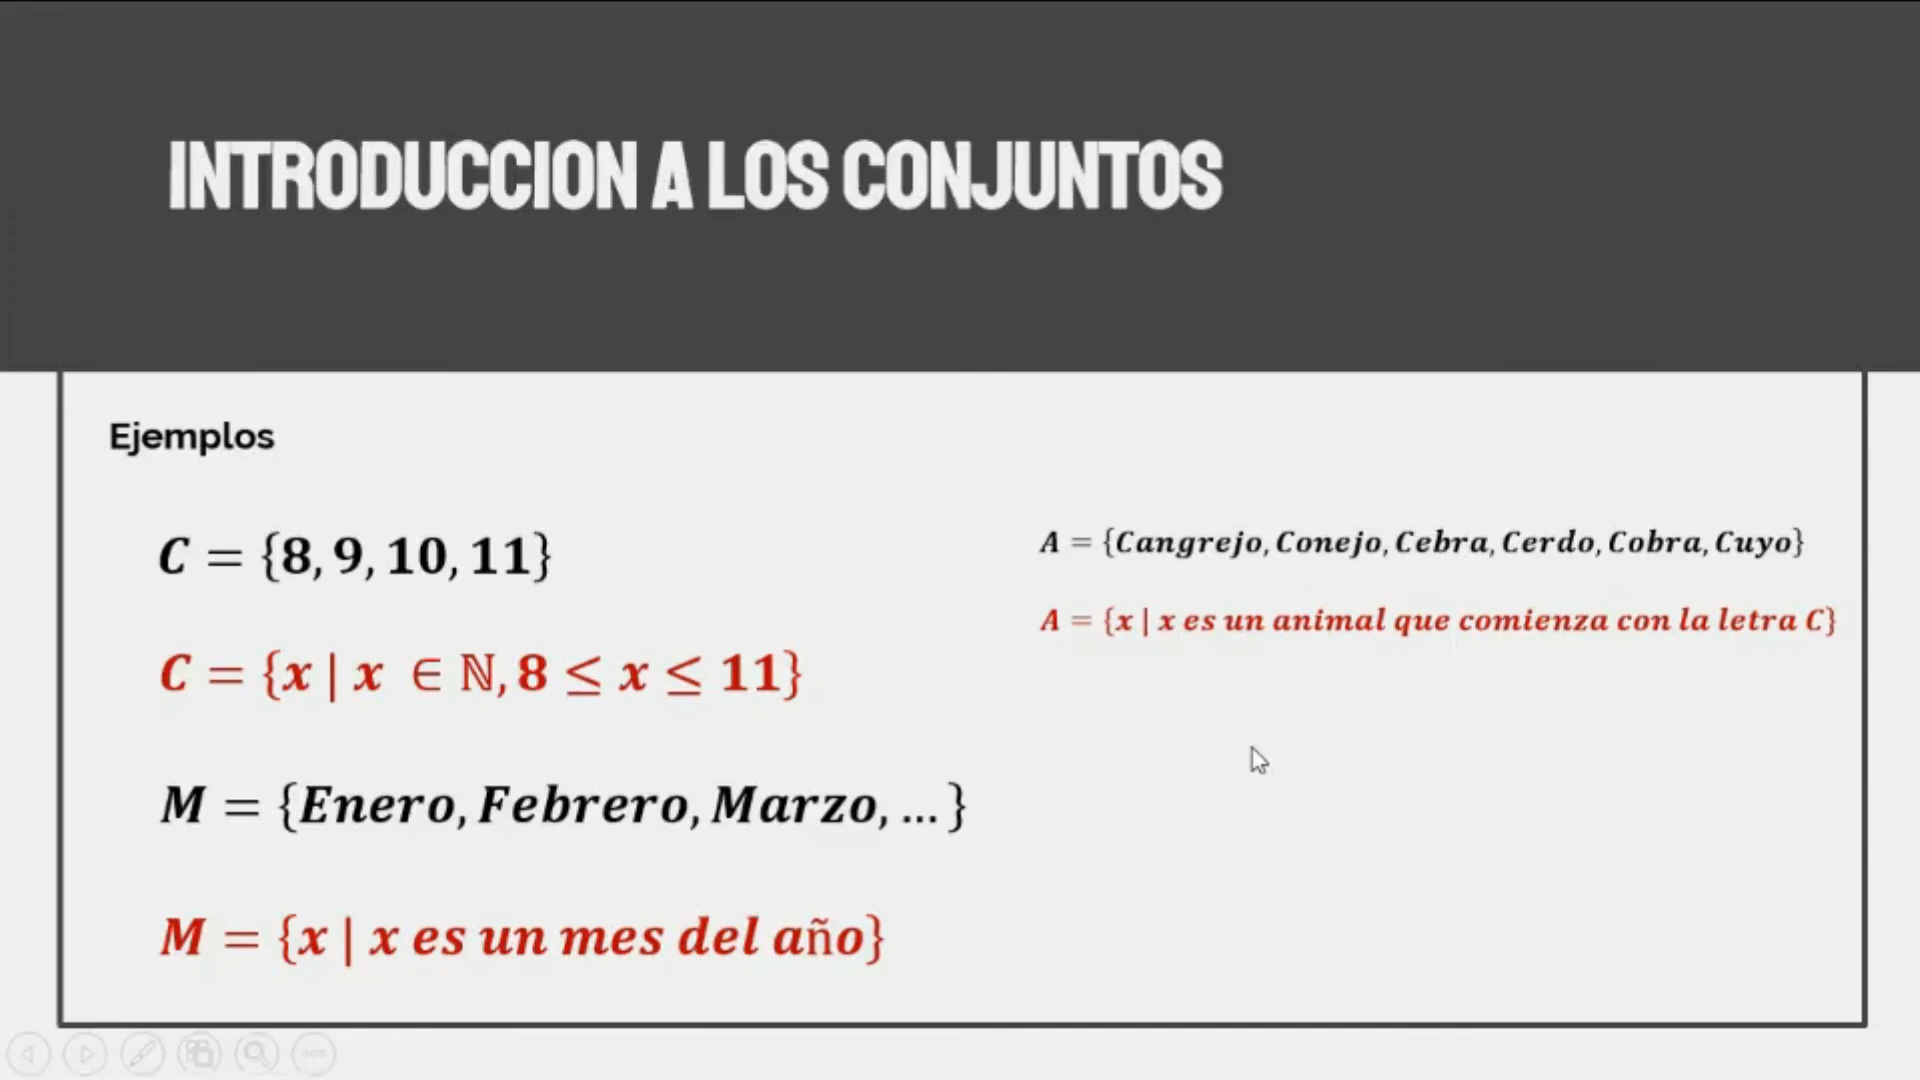 INTRODUCCION A LOS CONJUNTOS
Ejemplos
C = {8, 9, 10, 11}
C = {x | x ∈ ℕ, 8 ≤ x ≤ 11}
M = {Enero, Febrero, Marzo, ... }
M = {x | x es un mes del año}
A = {Cangrejo, Conejo, Cebra, Cerdo, Cobra, Cuyo}
A = {x | x es un animal que comienza con la letra C}